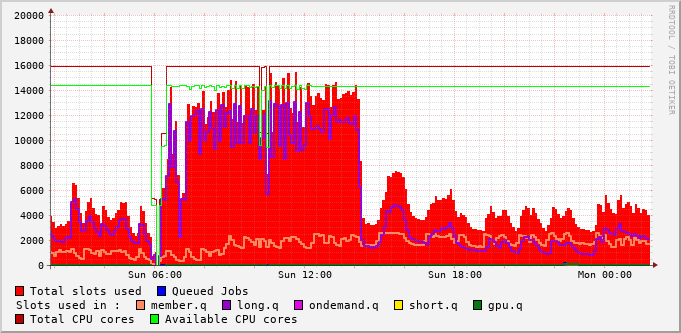 RRDTOOL / TOBI OETIKER
20000
18000
16000
14000
12000
10000
8000
6000
4000
2000
0
Sun 06:00 Sun 12:00 Sun 18:00 Mon 00:00
Total slots used Queued Jobs
Slots used in : member.q long.q ondemand.q short.q gpu.q
Total CPU cores Available CPU cores